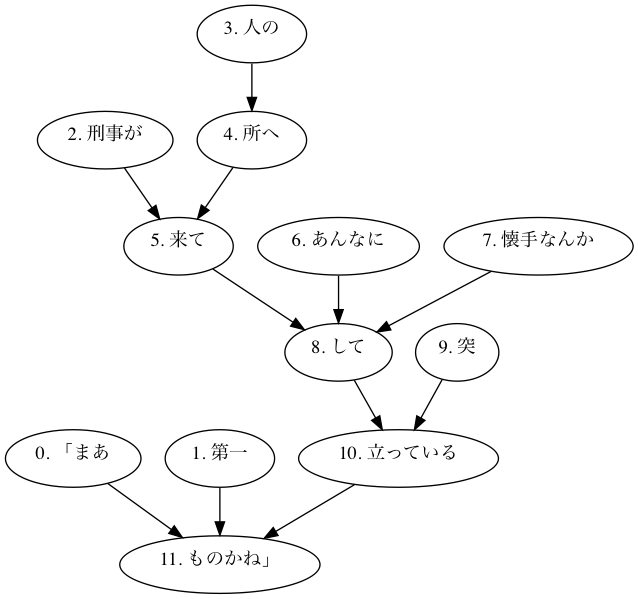 3. 人の
2. 刑事が
4. 所へ
5. 来て
6. あんなに
7. 懐手なんか
8. して
9. 突
0. 「まあ
1. 第一
10. 立っている
11. ものかね」